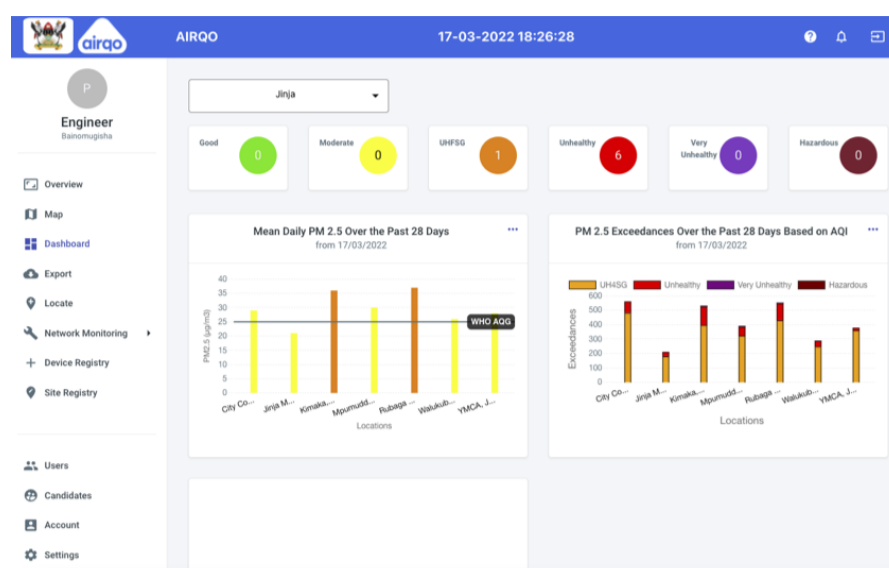 airqo
AIRQO
17-03-2022 18:26:28
P
Engineer
Bainomugisha
Overview
Map
Dashboard
Export
Locate
Network Monitoring
Device Registry
Site Registry
Users
Candidates
Account
Settings
Jinja
Good
0
Moderate
0
UHFSG
1
Unhealthy
6
Very
Unhealthy
0
Hazardous
0
Mean Daily PM 2.5 Over the Past 28 Days
from 17/03/2022
PM2.5 (µg/m3)
40
35
30
25
20
15
10
5
0
WHO AQG
City Co...
Jinja M...
Kimaka,...
Mpumudd...
Rubaga ...
Walukub...
YMCA, J...
Locations
PM 2.5 Exceedances Over the Past 28 Days Based on AQI
from 17/03/2022
UH4SG
Unhealthy
Very Unhealthy
Hazardous
Exceedances
600
500
400
300
200
100
0
City Co...
Jinja M...
Kimaka,...
Mpumudd...
Rubaga ...
Walukub...
YMCA, J...
Locations